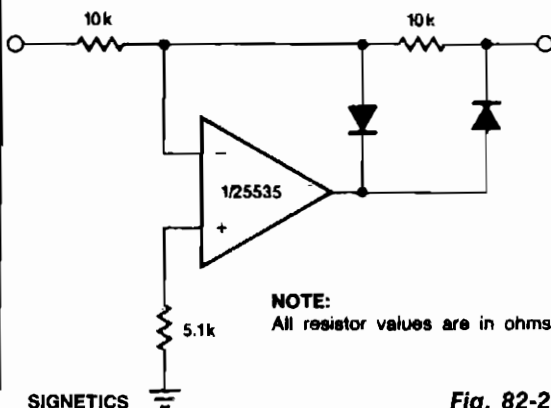 10k
10k
−
1/25535
+
5.1k
NOTE:
All resistor values are in ohms
SIGNETICS
Fig. 82-2